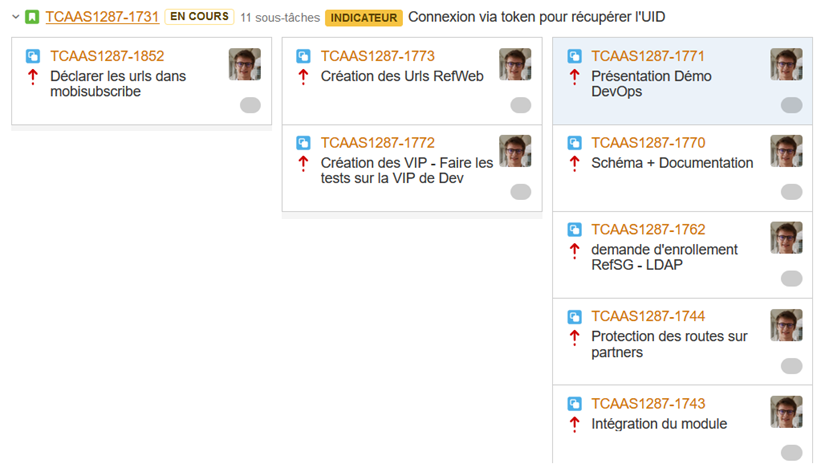 TCAAS1287-1731 EN COURS 11 sous-tâches INDICATEUR Connexion via token pour récupérer l'UID
TCAAS1287-1852
Déclarer les urls dans
mobisubscribe
TCAAS1287-1773
Création des Urls RefWeb
TCAAS1287-1772
Création des VIP - Faire les
tests sur la VIP de Dev
TCAAS1287-1771
Présentation Démo
DevOps
TCAAS1287-1770
Schéma + Documentation
TCAAS1287-1762
demande d'enrollement
RefSG - LDAP
TCAAS1287-1744
Protection des routes sur
partners
TCAAS1287-1743
Intégration du module